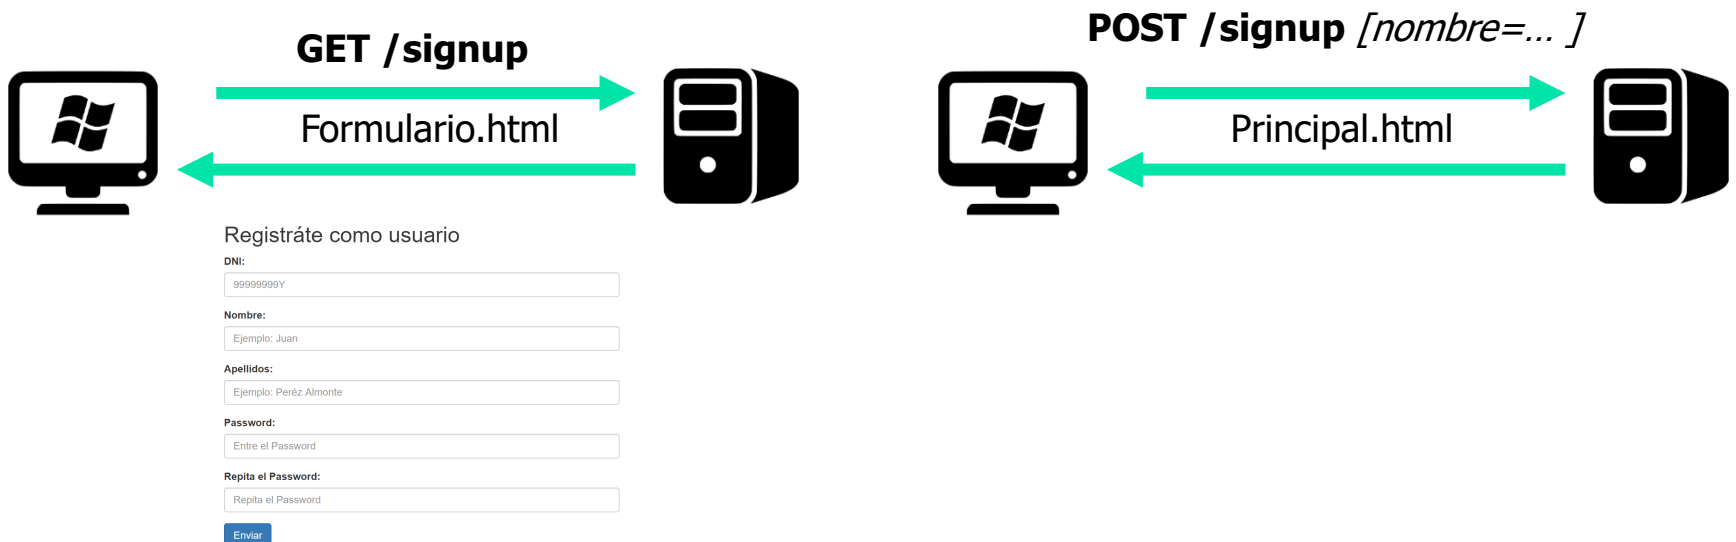 GET /signup
Formulario.html
Registráte como usuario
DNI:
99999999Y
Nombre:
Ejemplo: Juan
Apellidos:
Ejemplo: Peréz Almonte
Password:
Entre el Password
Repita el Password:
Repita el Password
Enviar
POST /signup [nombre=... ]
Principal.html